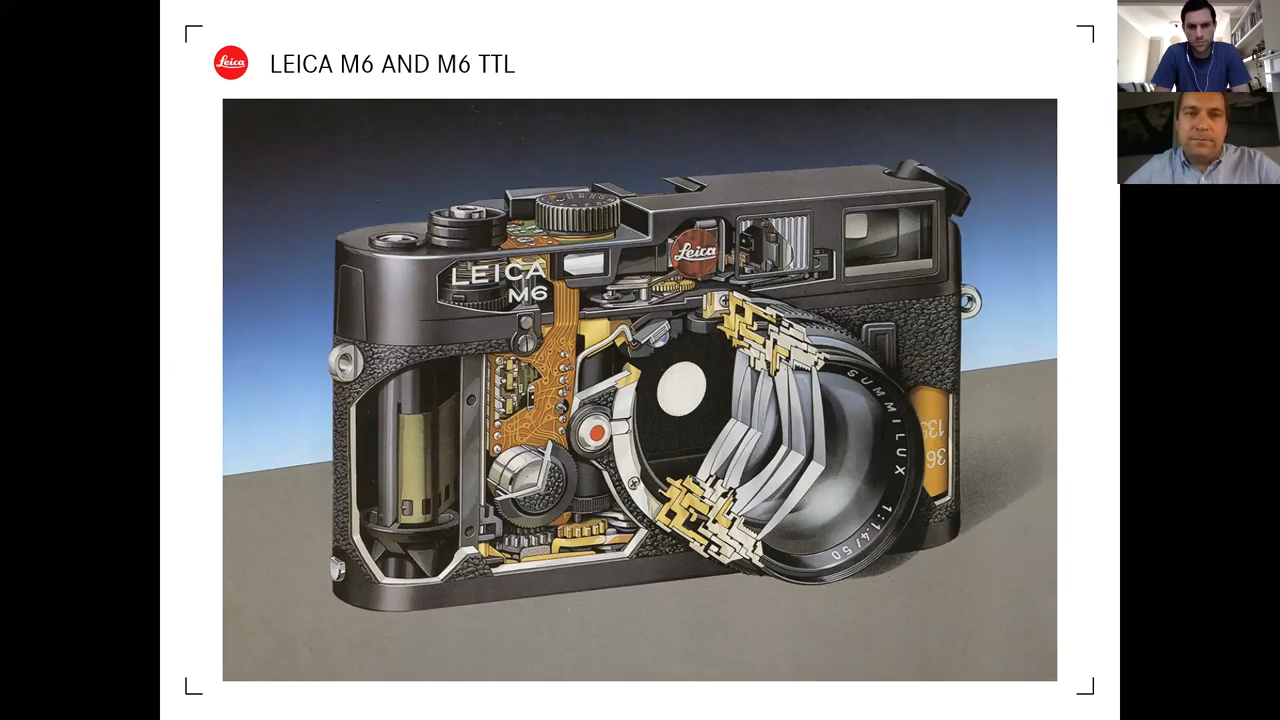 Leica
LEICA M6 AND M6 TTL
LEICA
M6
Leica
SUMMILUX 1:1.4/50
135
36